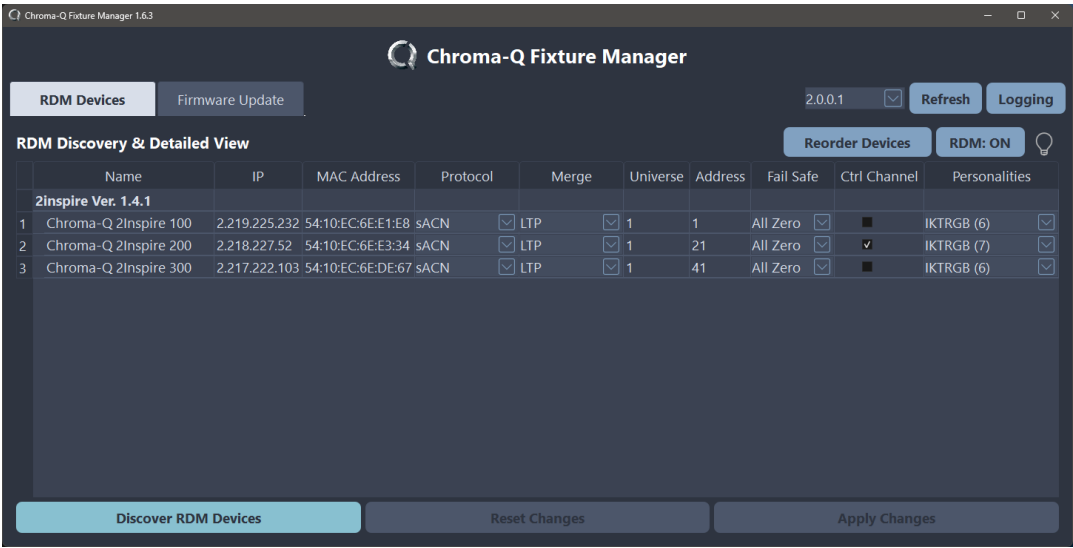 Chroma-Q Fixture Manager 1.6.3
Chroma-Q Fixture Manager
RDM Devices Firmware Update 2.0.0.1 Refresh Logging
RDM Discovery & Detailed View Reorder Devices RDM: ON
Name IP MAC Address Protocol Merge Universe Address Fail Safe Ctrl Channel Personalities
2inspire Ver. 1.4.1
1 Chroma-Q 2Inspire 100 2.219.225.232 54:10:EC:6E:E1:E8 sACN LTP 1 1 All Zero IKTRGB (6)
2 Chroma-Q 2Inspire 200 2.218.227.52 54:10:EC:6E:E3:34 sACN LTP 1 21 All Zero IKTRGB (7)
3 Chroma-Q 2Inspire 300 2.217.222.103 54:10:EC:6E:DE:67 sACN LTP 1 41 All Zero IKTRGB (6)
Discover RDM Devices Reset Changes Apply Changes